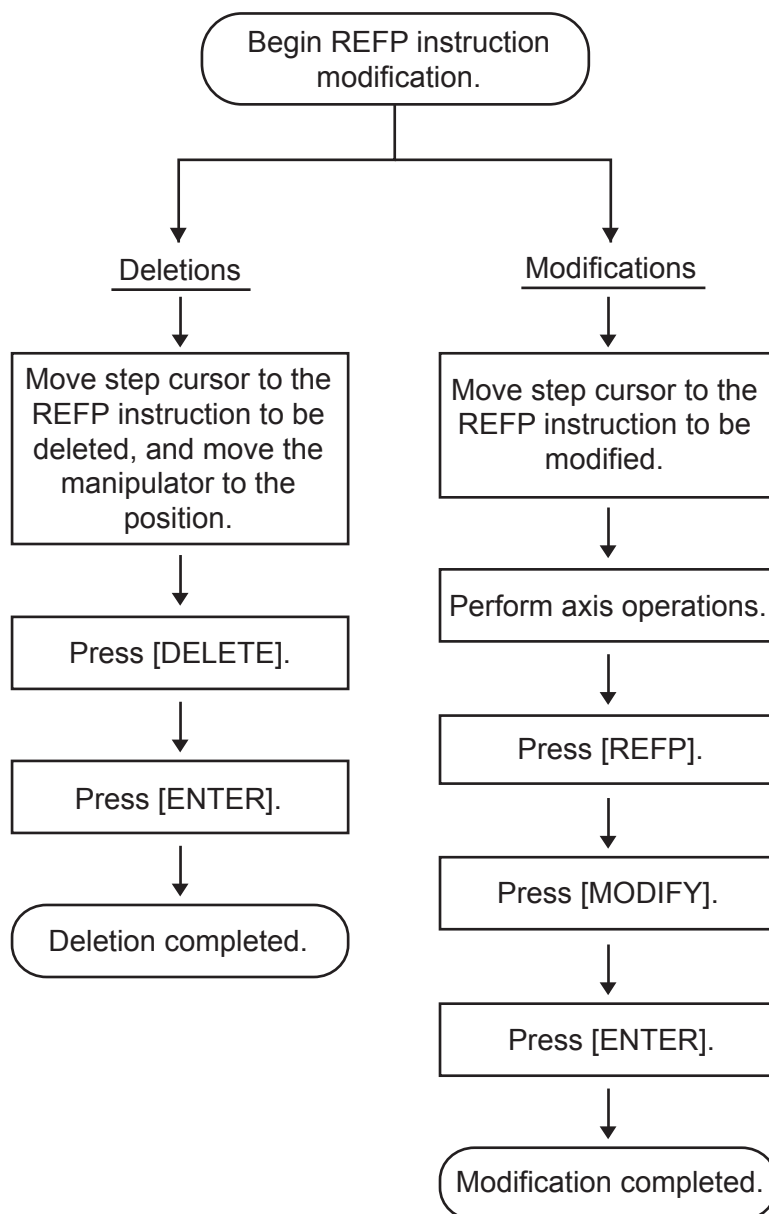 Begin REFP instruction
modification.
Deletions
Move step cursor to the
REFP instruction to be
deleted, and move the
manipulator to the
position.
Press [DELETE].
Press [ENTER].
Deletion completed.
Modifications
Move step cursor to the
REFP instruction to be
modified.
Perform axis operations.
Press [REFP].
Press [MODIFY].
Press [ENTER].
Modification completed.